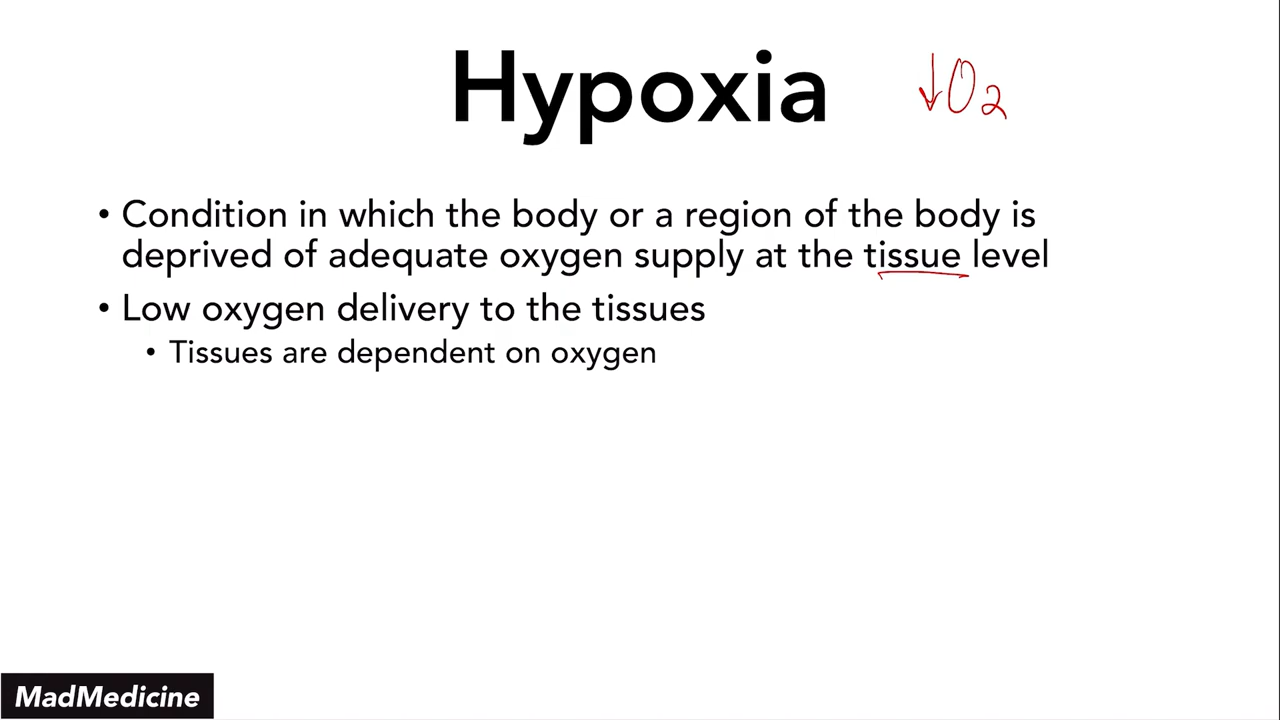 Hypoxia ↓O2
• Condition in which the body or a region of the body is
deprived of adequate oxygen supply at the tissue level
• Low oxygen delivery to the tissues
• Tissues are dependent on oxygen
MadMedicine